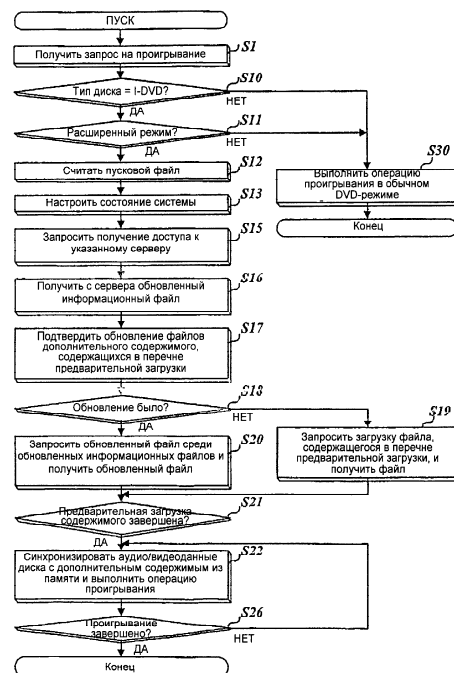 ПУСК
S1
Получить запрос на проигрывание
S10
Тип диска = I-DVD?
НЕТ
ДА
S11
Расширенный режим?
НЕТ
ДА
S12
Считать пусковой файл
S30
Выполнить операцию
проигрывания в обычном
DVD-режиме
Конец
S13
Настроить состояние системы
S15
Запросить получение доступа к
указанному серверу
S16
Получить с сервера обновленный
информационный файл
S17
Подтвердить обновление файлов
дополнительного содержимого,
содержащихся в перечне
предварительной загрузки
S18
Обновление было?
НЕТ
ДА
S19
Запросить загрузку файла,
содержащегося в перечне
предварительной загрузки, и
получить файл
S20
Запросить обновленный файл среди
обновленных информационных файлов и
получить обновленный файл
S21
Предварительная загрузка
содержимого завершена?
ДА
S22
Синхронизировать аудио/видеоданные
диска с дополнительным содержимым из
памяти и выполнить операцию
проигрывания
S26
Проигрывание
завершено?
НЕТ
ДА
Конец